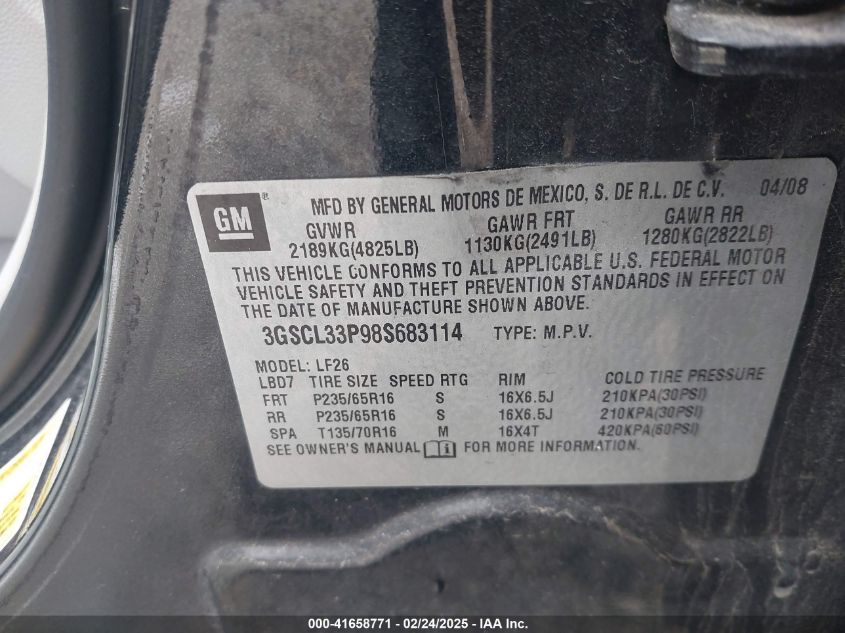 GM ® MFD BY GENERAL MOTORS DE MEXICO, S. DE R.L. DE C.V. 04/08
GVWR GAWR FRT GAWR RR
2189KG(4825LB) 1130KG(2491LB) 1280KG(2822LB)
THIS VEHICLE CONFORMS TO ALL APPLICABLE U.S. FEDERAL MOTOR
VEHICLE SAFETY AND THEFT PREVENTION STANDARDS IN EFFECT ON
THE DATE OF MANUFACTURE SHOWN ABOVE.
3GSCL33P98S683114 TYPE: M.P.V.
MODEL: LF26
LBD7 TIRE SIZE SPEED RTG RIM COLD TIRE PRESSURE
FRT P235/65R16 S 16X6.5J 210KPA(30PSI)
RR P235/65R16 S 16X6.5J 210KPA(30PSI)
SPA T135/70R16 M 16X4T 420KPA(60PSI)
SEE OWNER'S MANUAL FOR MORE INFORMATION.
000-41658771 - 02/24/2025 - IAA Inc.